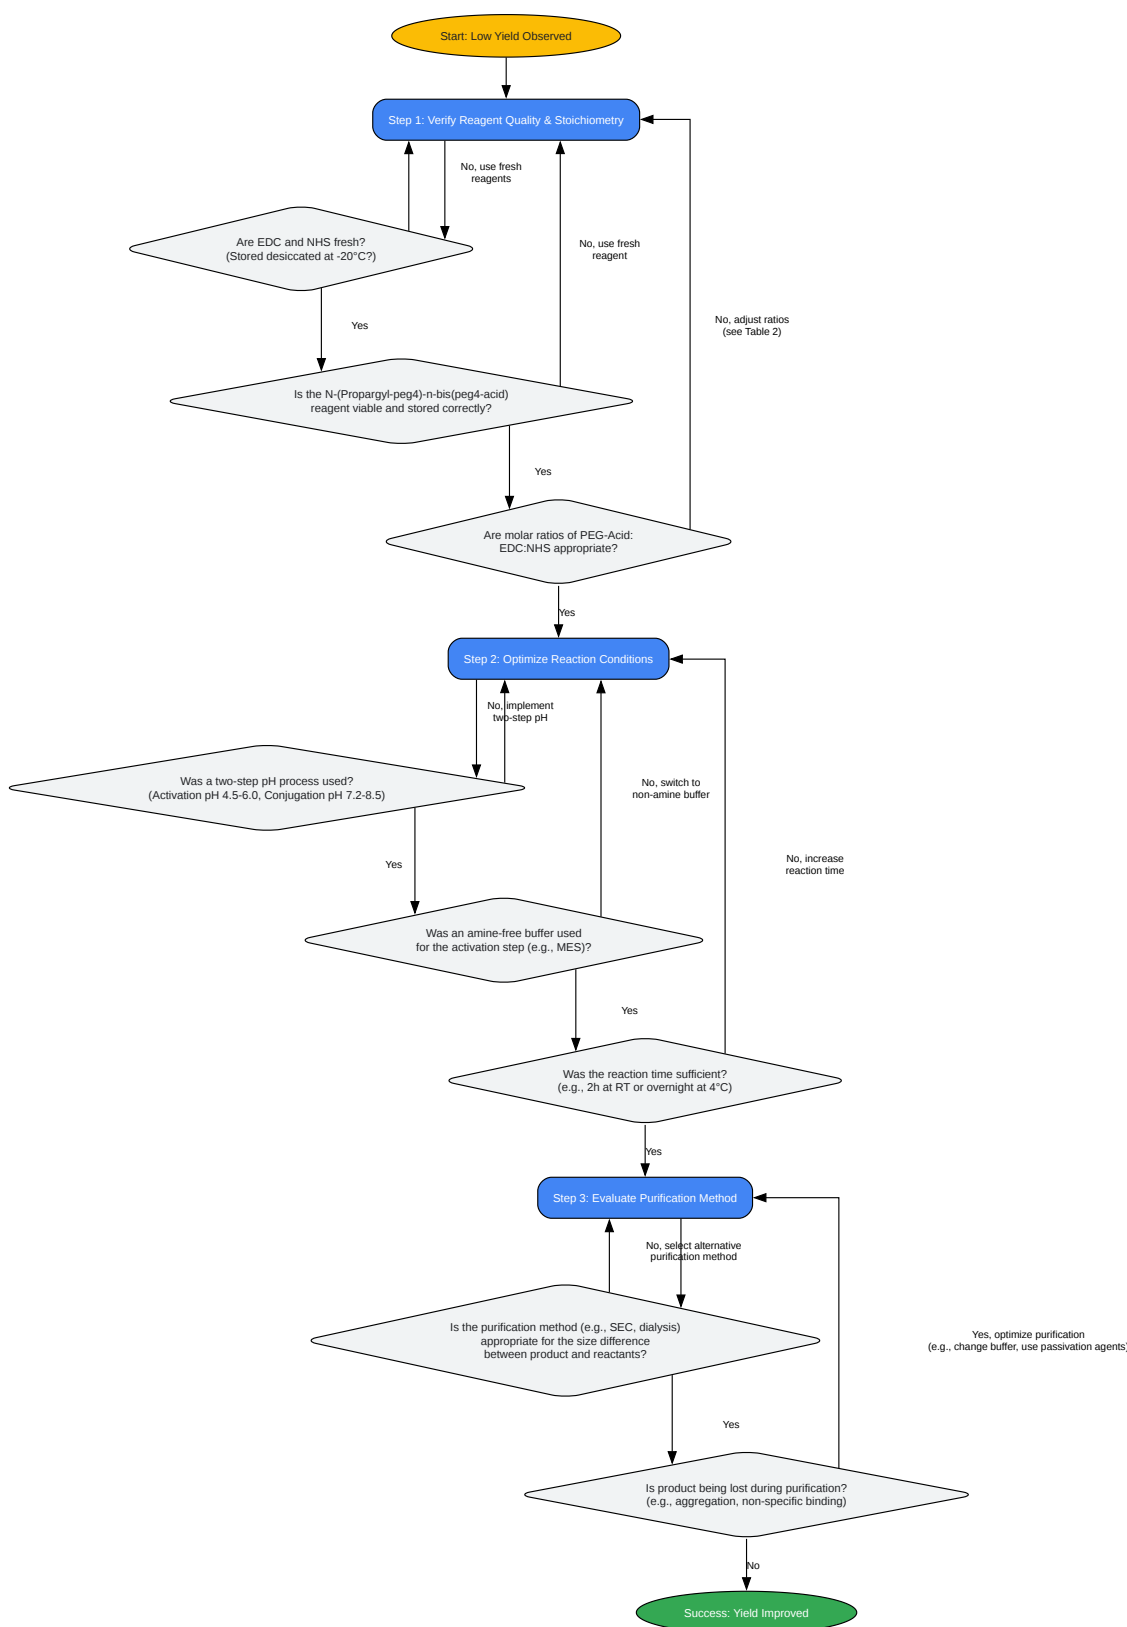 Start: Low Yield Observed
Step 1: Verify Reagent Quality & Stoichiometry
No, use fresh
reagents
Are EDC and NHS fresh?
(Stored desiccated at -20°C?)
No, use fresh
reagent
Yes
No, adjust ratios
(see Table 2)
Is the N-(Propargyl-peg4)-n-bis(peg4-acid)
reagent viable and stored correctly?
Yes
Are molar ratios of PEG-Acid:
EDC:NHS appropriate?
Yes
Step 2: Optimize Reaction Conditions
No, implement
two-step pH
Was a two-step pH process used?
(Activation pH 4.5-6.0, Conjugation pH 7.2-8.5)
No, switch to
non-amine buffer
Yes
No, increase
reaction time
Was an amine-free buffer used
for the activation step (e.g., MES)?
Yes
Was the reaction time sufficient?
(e.g., 2h at RT or overnight at 4°C)
Yes
Step 3: Evaluate Purification Method
No, select alternative
purification method
Is the purification method (e.g., SEC, dialysis)
appropriate for the size difference
between product and reactants?
Yes, optimize purification
(e.g., change buffer, use passivation agents)
Yes
Is product being lost during purification?
(e.g., aggregation, non-specific binding)
No
Success: Yield Improved